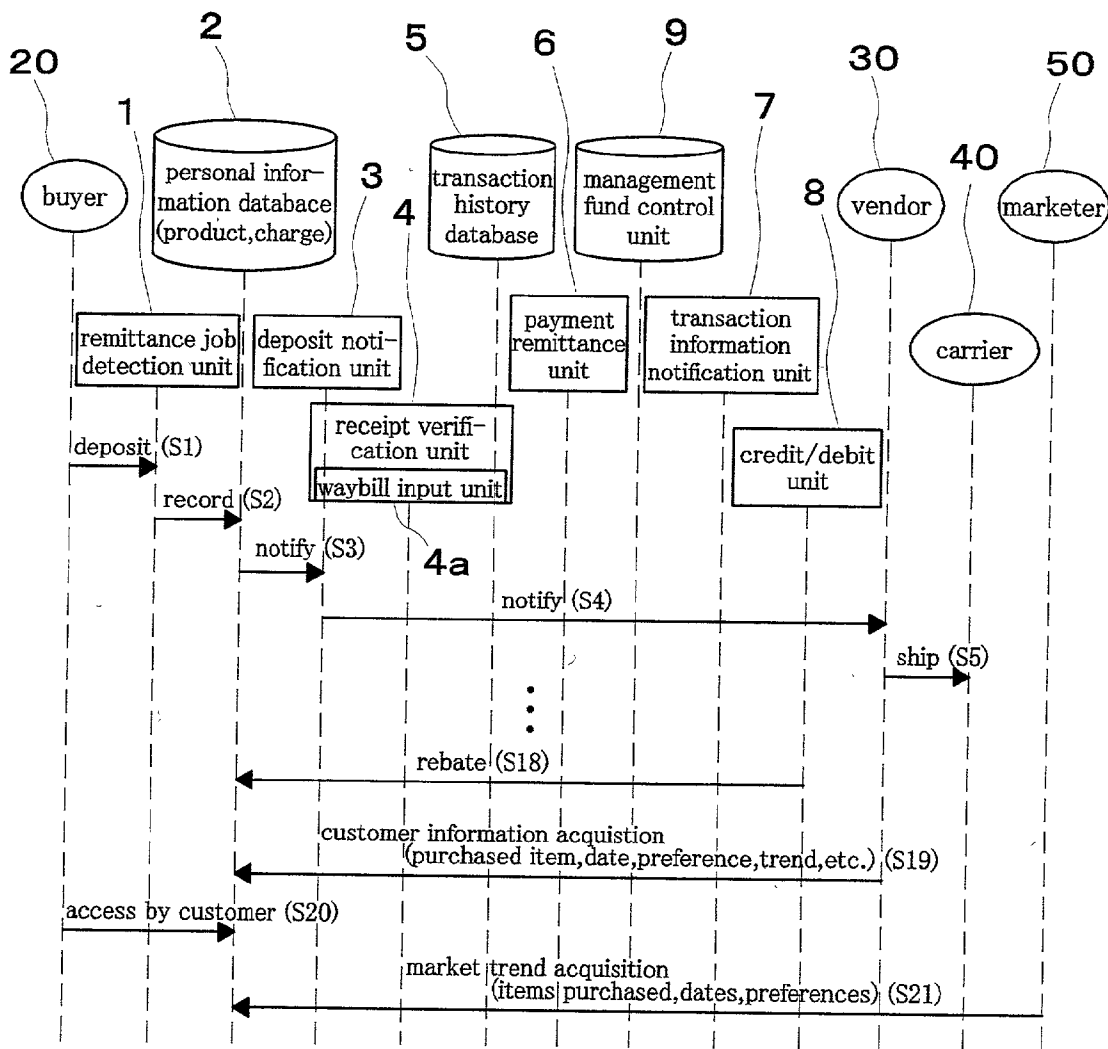 2
5
6
9
30
50
20
1
7
40
3
8
4
buyer
personal infor-
mation databace
(product,charge)
transaction
history
database
management
fund control
unit
vendor
marketer
remittance job
detection unit
deposit noti-
fication unit
payment
remittance
unit
transaction
information
notification unit
carrier
receipt verifi-
cation unit
waybill input unit
4a
credit/debit
unit
deposit (S1)
record (S2)
notify (S3)
notify (S4)
ship (S5)
rebate (S18)
customer information acquistion
(purchased item,date,preference,trend,etc.) (S19)
access by customer (S20)
market trend acquisition
(items purchased,dates,preferences) (S21)